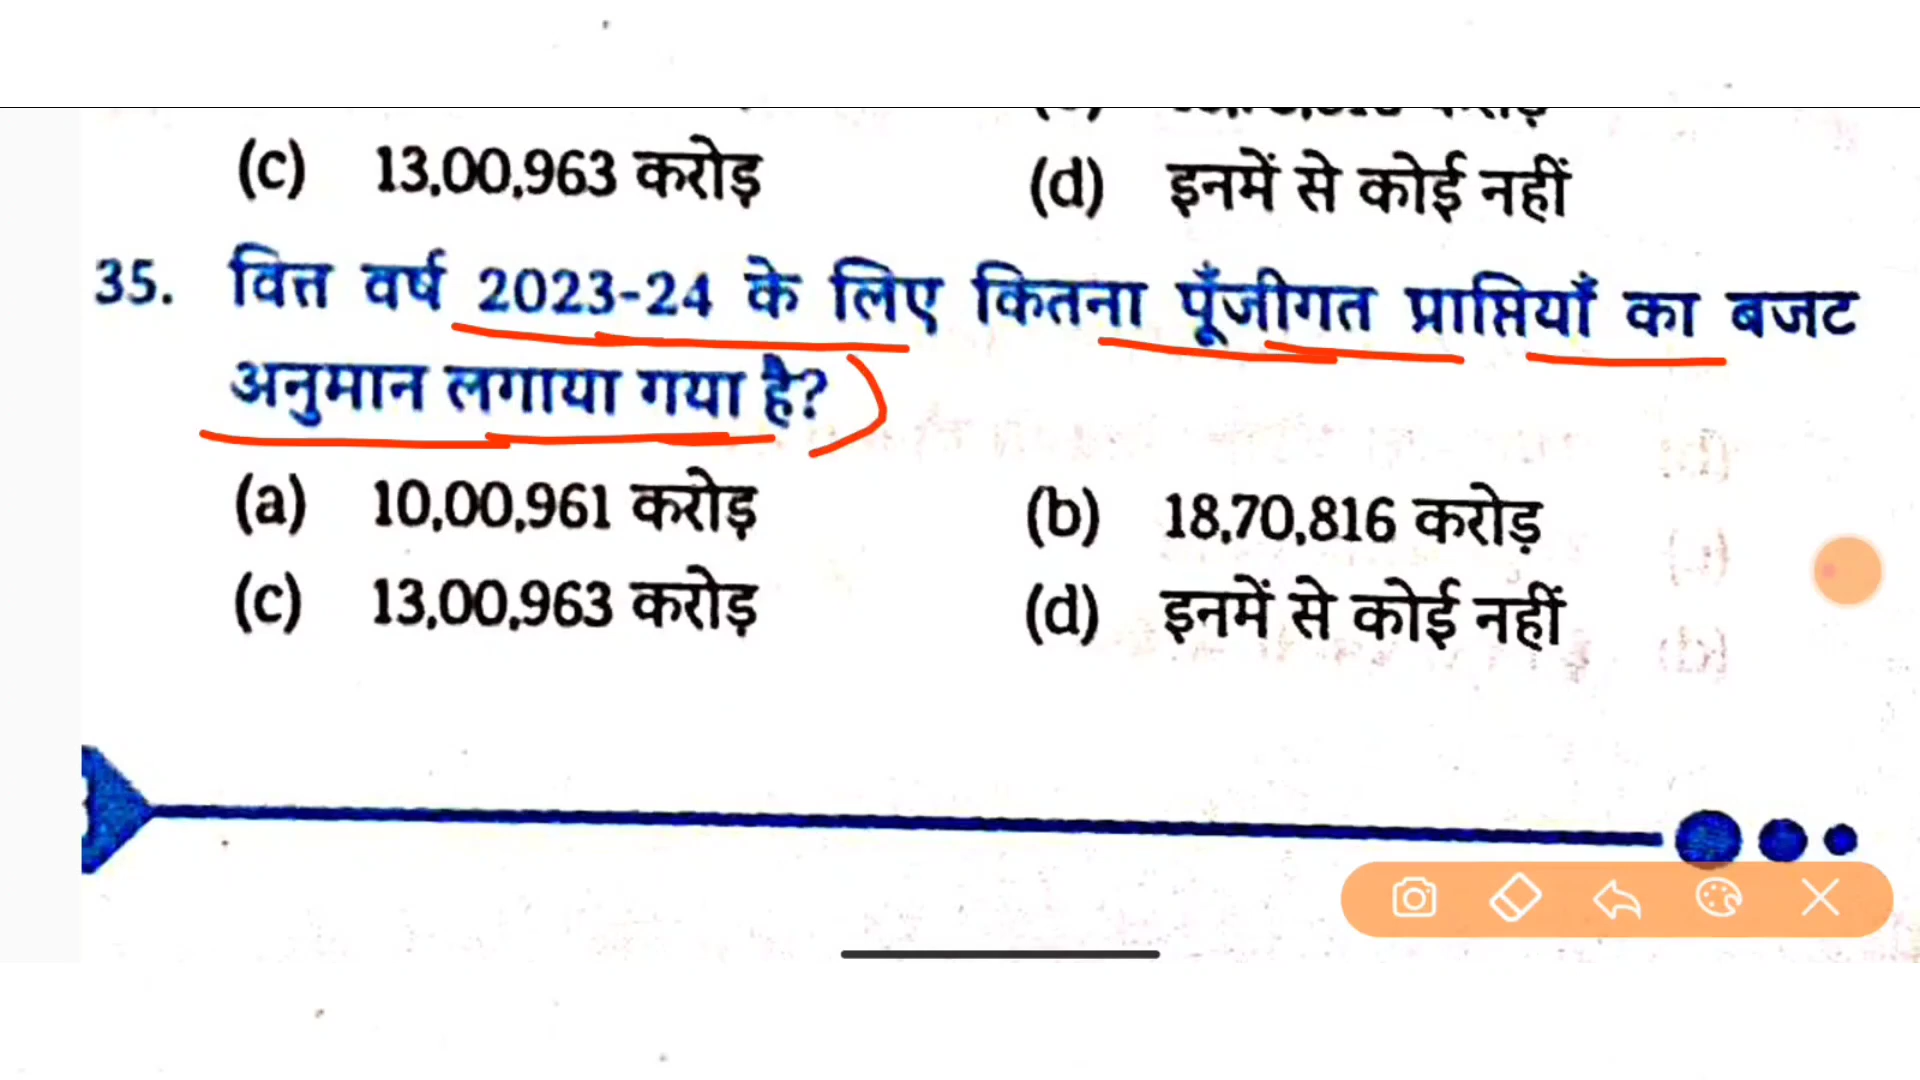 (c) 13,00,963 करोड़ (d) इनमें से कोई नहीं
35. वित्त वर्ष 2023-24 के लिए कितना पूँजीगत प्राप्तियाँ का बजट
अनुमान लगाया गया है?
(a) 10,00,961 करोड़ (b) 18,70,816 करोड़
(c) 13,00,963 करोड़ (d) इनमें से कोई नहीं